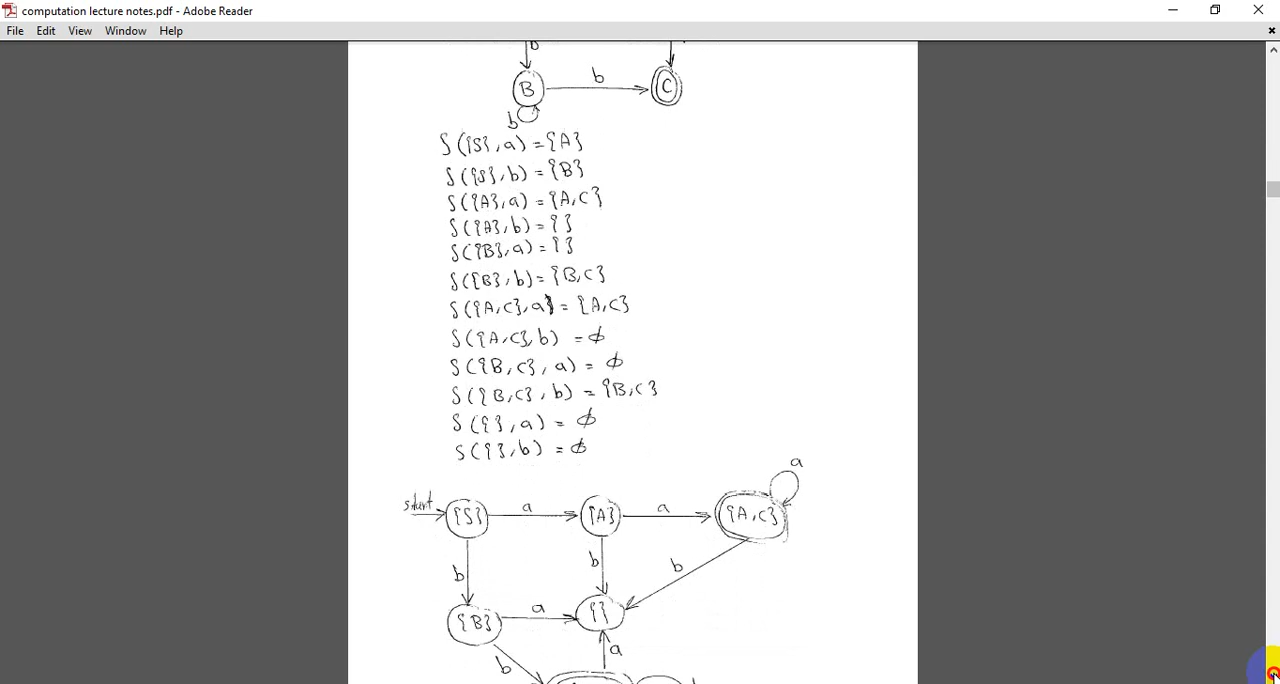 computation lecture notes.pdf - Adobe Reader
File Edit View Window Help
b
B b C
b
δ({S}, a) = {A}
δ({S}, b) = {B}
δ({A}, a) = {A, C}
δ({A}, b) = { }
δ({B}, a) = { }
δ({B}, b) = {B, C}
δ({A, C}, a) = {A, C}
δ({A, C}, b) = ϕ
δ({B, C}, a) = ϕ
δ({B, C}, b) = {B, C}
δ({ }, a) = ϕ
δ({ }, b) = ϕ
a
start {S} a {A} a {A, C}
b b b
{B} a { }
b a